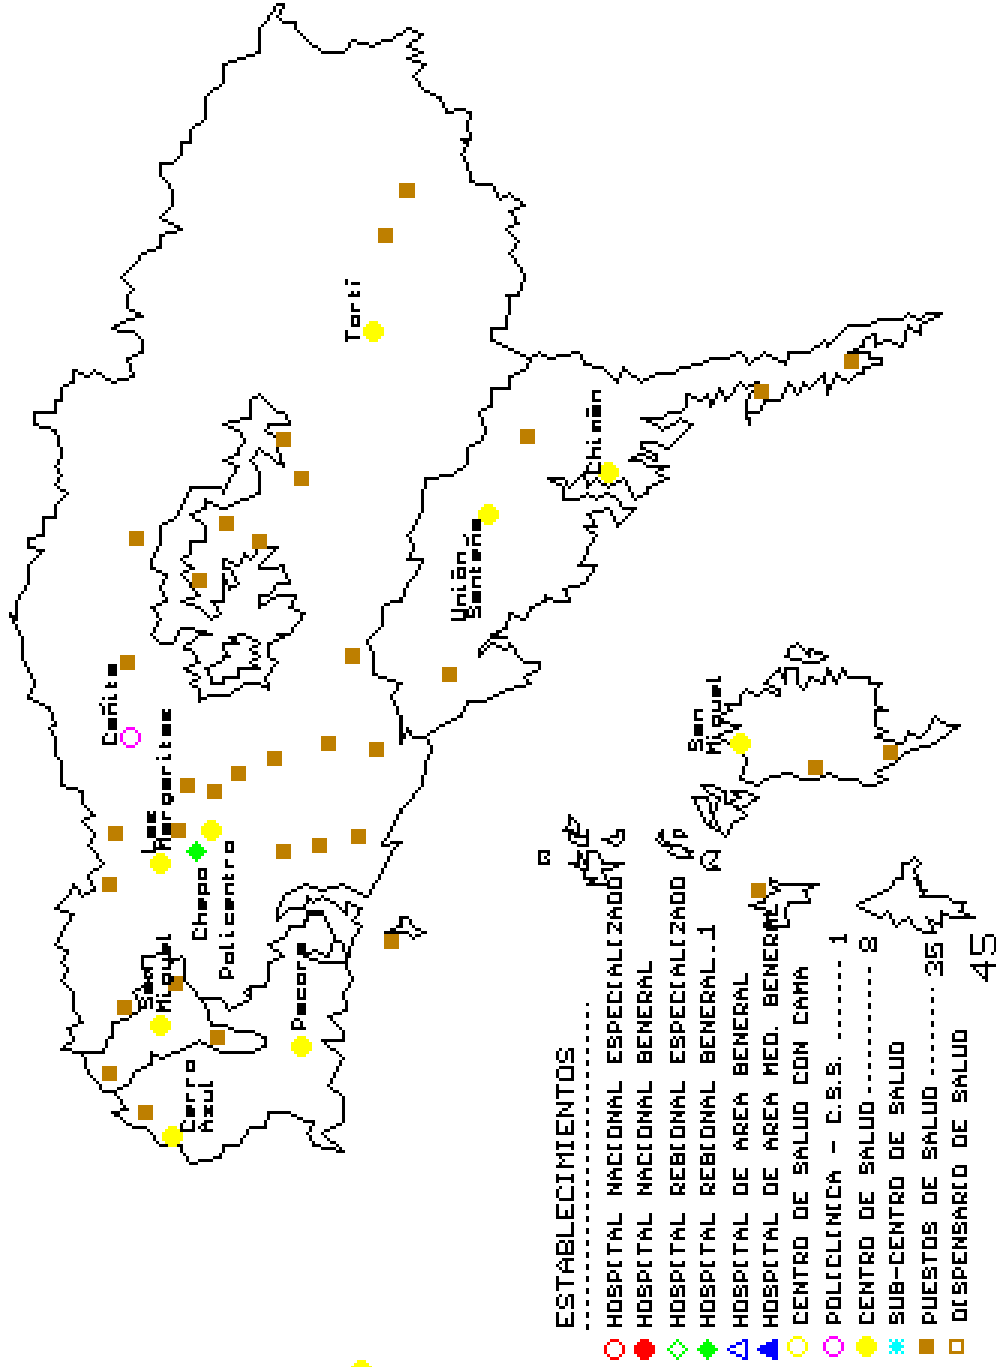 Tortí
Chimán
Unión
Santeña
Cañita
Las
Margaritas
Chepo
Policentro
San
Miguel
Pacora
Cerro
Azul
San
Miguel
ESTABLECIMIENTOS
HOSPITAL NACIONAL ESPECIALIZADO
HOSPITAL NACIONAL GENERAL
HOSPITAL REGIONAL ESPECIALIZADO
HOSPITAL REGIONAL GENERAL..1
HOSPITAL DE AREA GENERAL
HOSPITAL DE AREA MED. GENERAL
CENTRO DE SALUD CON CAMA
POLICLINICA - C.S.S. ........ 1
CENTRO DE SALUD ............... 8
SUB-CENTRO DE SALUD
PUESTOS DE SALUD ......... 35
DISPENSARIO DE SALUD
45